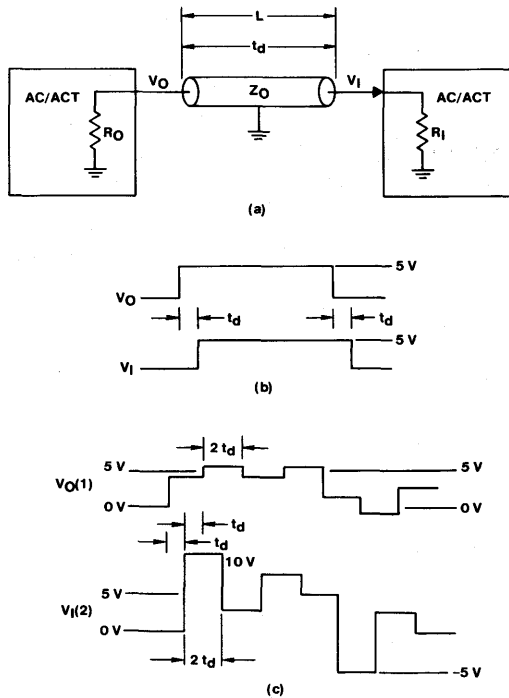 L
td
VO
VI
AC/ACT
ZO
AC/ACT
RO
RI
(a)
5 V
VO
td
td
5 V
VI
(b)
2 td
5 V
5 V
VO(1)
0 V
0 V
td
td
10 V
5 V
VI(2)
0 V
2 td
−5 V
(c)